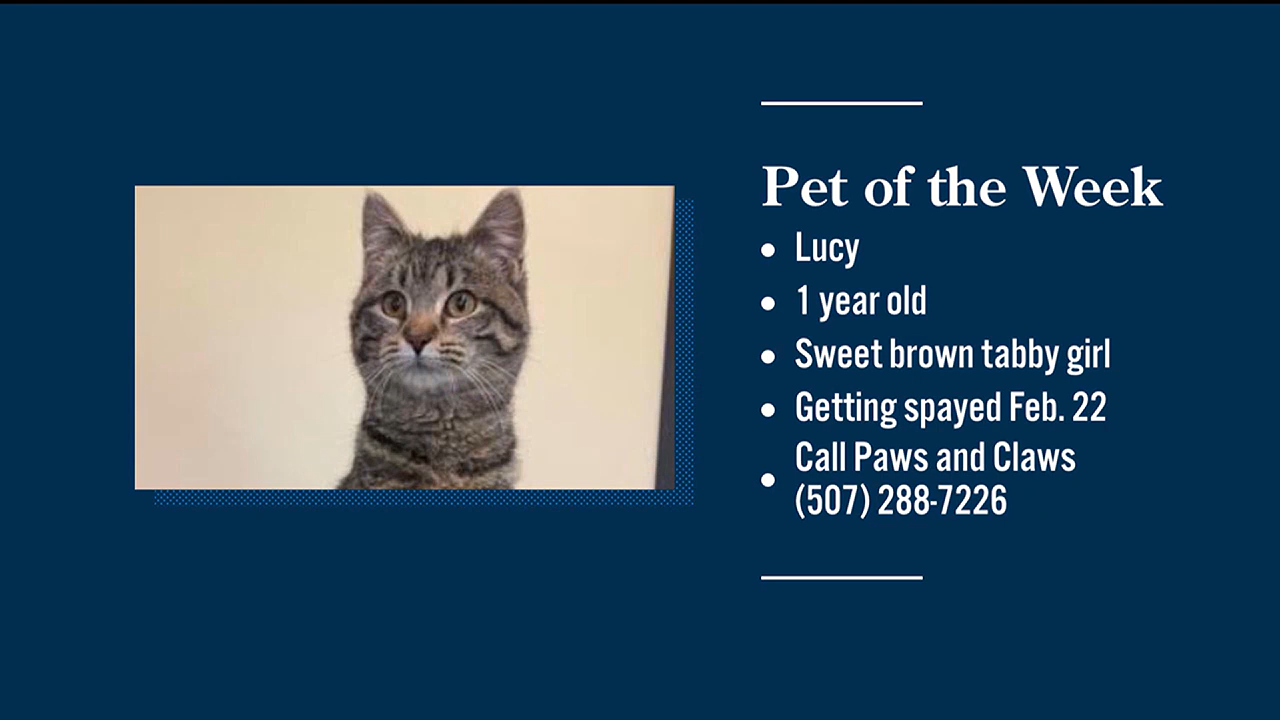 Pet of the Week
Lucy
1 year old
Sweet brown tabby girl
Getting spayed Feb. 22
Call Paws and Claws
(507) 288-7226